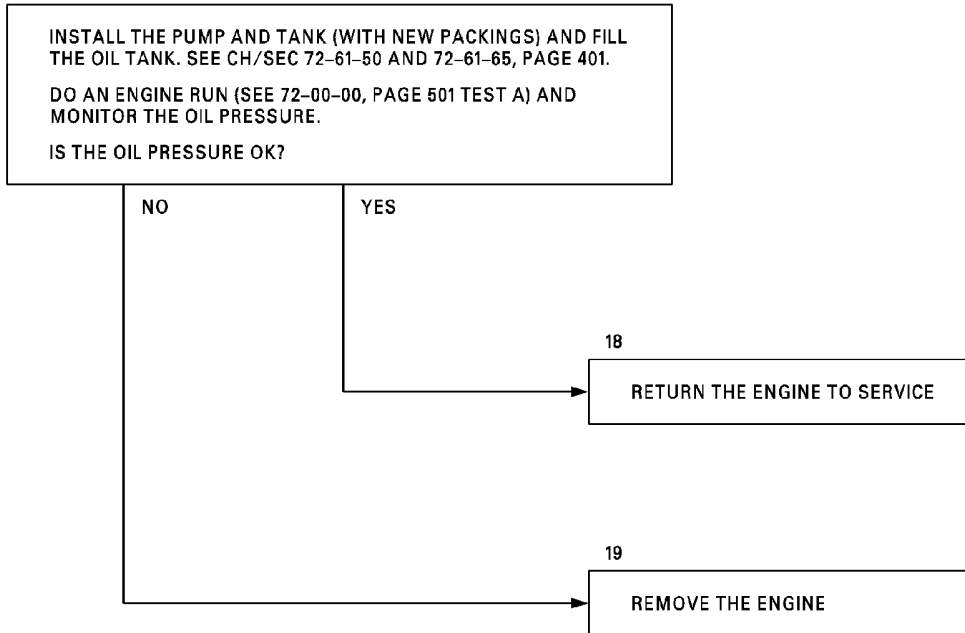 INSTALL THE PUMP AND TANK (WITH NEW PACKINGS) AND FILL
THE OIL TANK. SEE CH/SEC 72–61–50 AND 72–61–65, PAGE 401.
DO AN ENGINE RUN (SEE 72–00–00, PAGE 501 TEST A) AND
MONITOR THE OIL PRESSURE.
IS THE OIL PRESSURE OK?
NO
YES
18
RETURN THE ENGINE TO SERVICE
19
REMOVE THE ENGINE